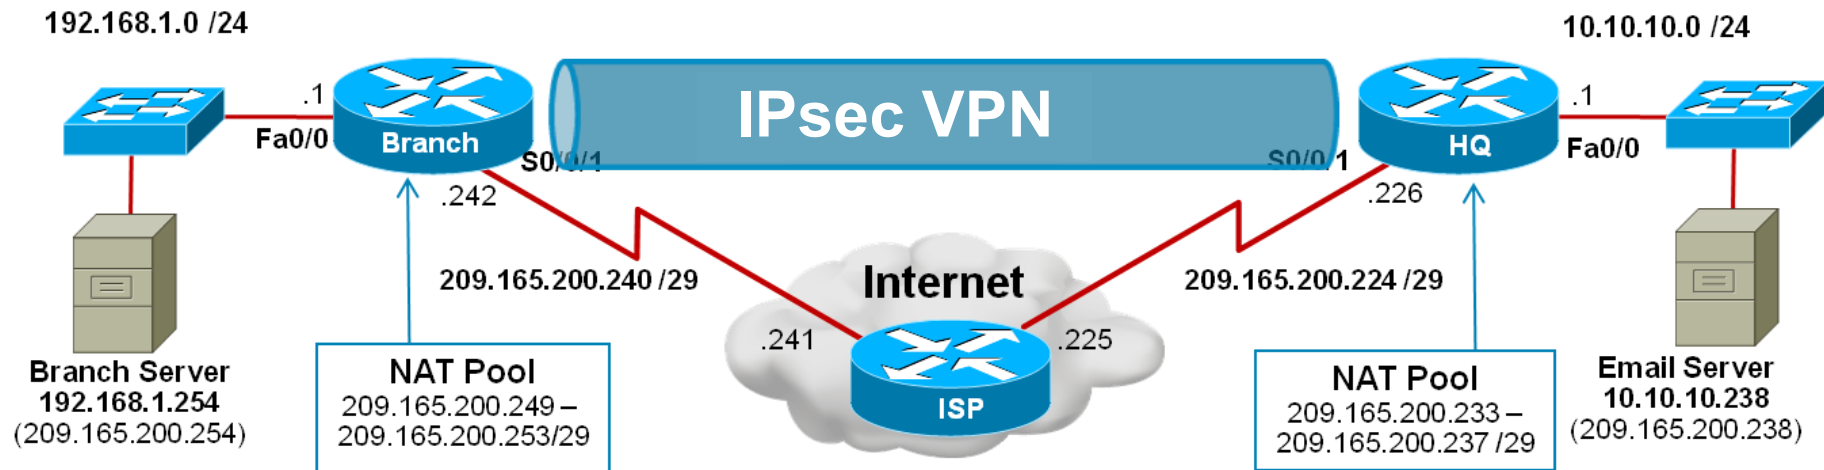 192.168.1.0 /24
10.10.10.0 /24
.1
Fa0/0
Branch
S0/0/1
.242
IPsec VPN
S0/0/1
.226
HQ
.1
Fa0/0
209.165.200.240 /29
Internet
209.165.200.224 /29
.241
.225
ISP
Branch Server
192.168.1.254
(209.165.200.254)
NAT Pool
209.165.200.249 –
209.165.200.253/29
NAT Pool
209.165.200.233 –
209.165.200.237 /29
Email Server
10.10.10.238
(209.165.200.238)